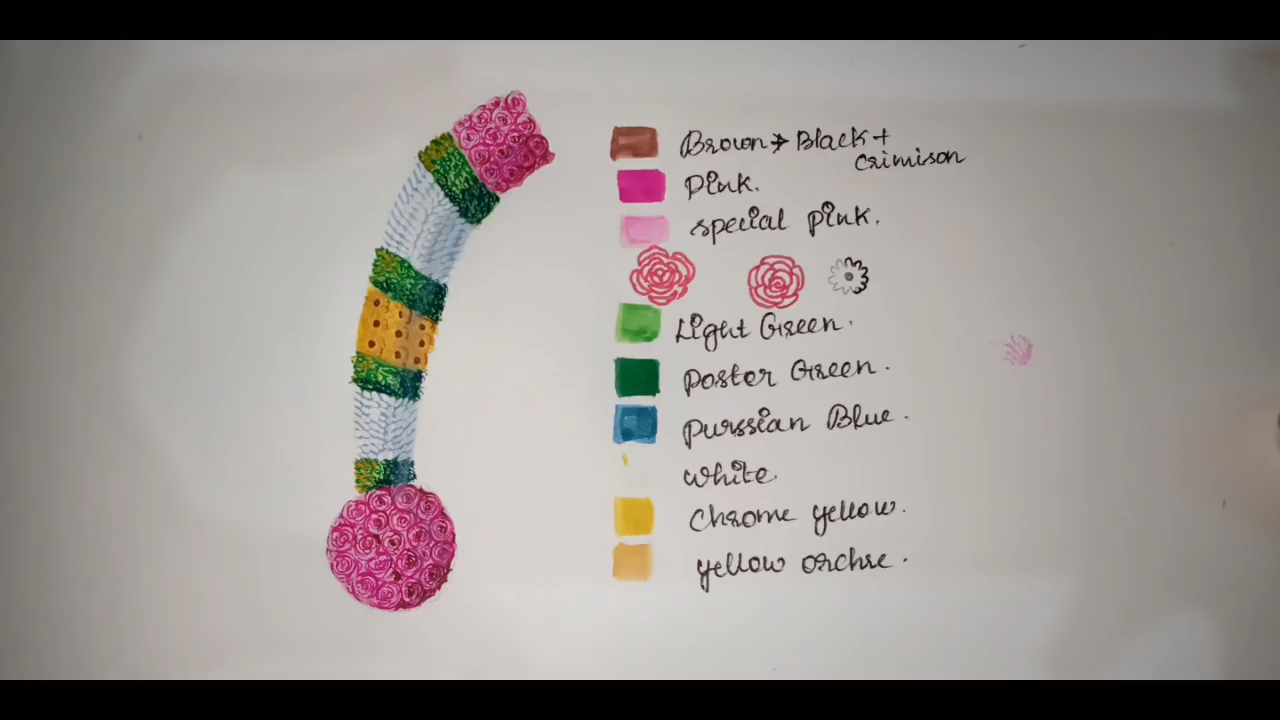 Brown → Black +
Crimison
Pink.
special pink.
Light Green.
Poster Green.
purssian Blue.
white.
Chrome yellow.
yellow orchre.